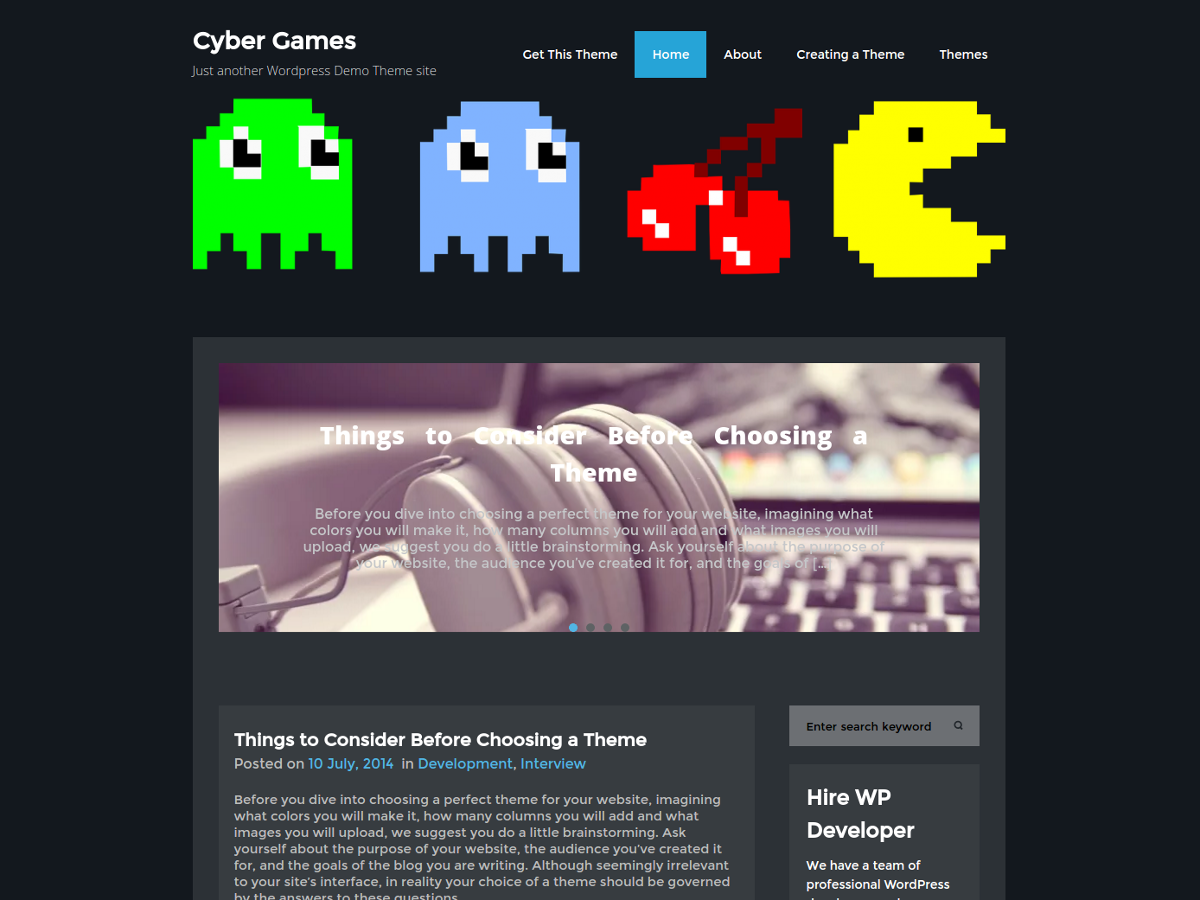 Cyber Games
Just another Wordpress Demo Theme site
Get This Theme Home About Creating a Theme Themes
Things to Consider Before Choosing a
Theme
Before you dive into choosing a perfect theme for your website, imagining what
colors you will make it, how many columns you will add and what images you will
upload, we suggest you do a little brainstorming. Ask yourself about the purpose of
your website, the audience you've created it for, and the goals of [...]
Things to Consider Before Choosing a Theme
Posted on 10 July, 2014 in Development, Interview
Before you dive into choosing a perfect theme for your website, imagining
what colors you will make it, how many columns you will add and what
images you will upload, we suggest you do a little brainstorming. Ask
yourself about the purpose of your website, the audience you've created it
for, and the goals of the blog you are writing. Although seemingly irrelevant
to your site's interface, in reality your choice of a theme should be governed
by the answers to these questions.
Enter search keyword
Hire WP
Developer
We have a team of
professional WordPress